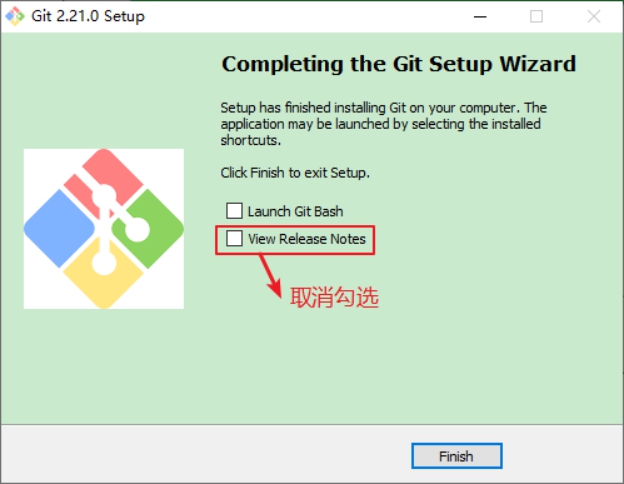 Git 2.21.0 Setup
Completing the Git Setup Wizard
Setup has finished installing Git on your computer. The
application may be launched by selecting the installed
shortcuts.
Click Finish to exit Setup.
Launch Git Bash
View Release Notes
取消勾选
Finish